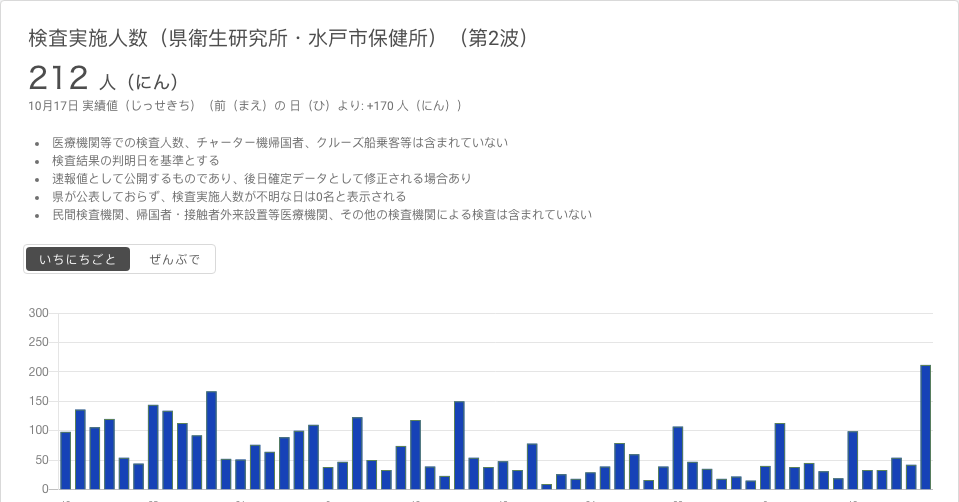 検査実施人数（県衛生研究所・水戸市保健所）（第2波）
212 人（にん）
10月17日 実績値（じっせきち）（前（まえ）の 日（ひ）より: +170 人（にん））
• 医療機関等での検査人数、チャーター機帰国者、クルーズ船乗客等は含まれていない
• 検査結果の判明日を基準とする
• 速報値として公開するものであり、後日確定データとして修正される場合あり
• 県が公表しておらず、検査実施人数が不明な日は0名と表示される
• 民間検査機関、帰国者・接触者外来設置等医療機関、その他の検査機関による検査は含まれていない
いちにちごと ぜんぶで
300
250
200
150
100
50
0